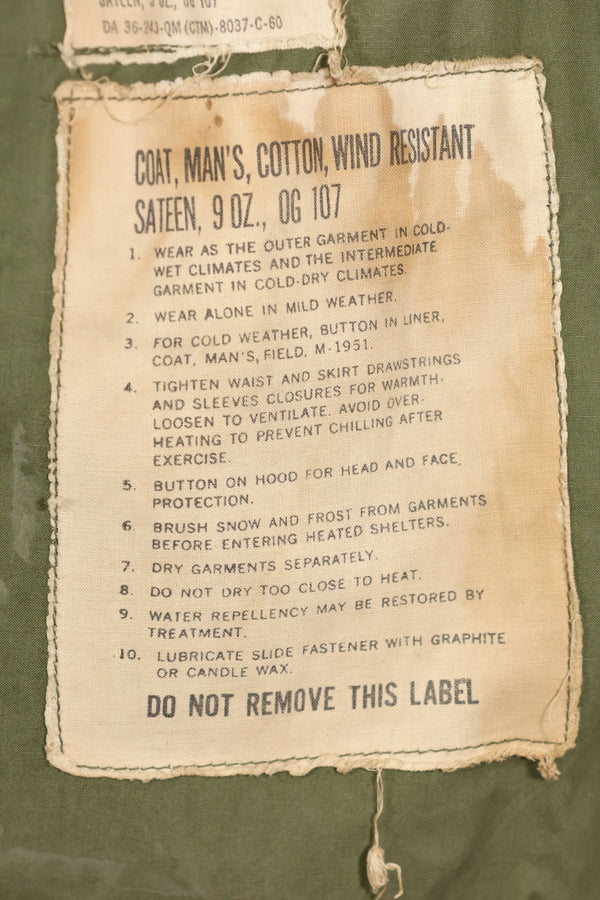 SATEEN, 9 OZ., OG 107
DA 36-243-QM (CTM)-8037-C-60
COAT, MAN'S, COTTON, WIND RESISTANT
SATEEN, 9 OZ., OG 107
1. WEAR AS THE OUTER GARMENT IN COLD-
WET CLIMATES AND THE INTERMEDIATE
GARMENT IN COLD-DRY CLIMATES.
2. WEAR ALONE IN MILD WEATHER.
3. FOR COLD WEATHER, BUTTON IN LINER,
COAT, MAN'S, FIELD, M-1951.
4. TIGHTEN WAIST AND SKIRT DRAWSTRINGS
AND SLEEVES CLOSURES FOR WARMTH-
LOOSEN TO VENTILATE. AVOID OVER-
HEATING TO PREVENT CHILLING AFTER
EXERCISE.
5. BUTTON ON HOOD FOR HEAD AND FACE
PROTECTION.
6. BRUSH SNOW AND FROST FROM GARMENTS
BEFORE ENTERING HEATED SHELTERS.
7. DRY GARMENTS SEPARATELY.
8. DO NOT DRY TOO CLOSE TO HEAT.
9. WATER REPELLENCY MAY BE RESTORED BY
TREATMENT.
10. LUBRICATE SLIDE FASTENER WITH GRAPHITE
OR CANDLE WAX.
DO NOT REMOVE THIS LABEL